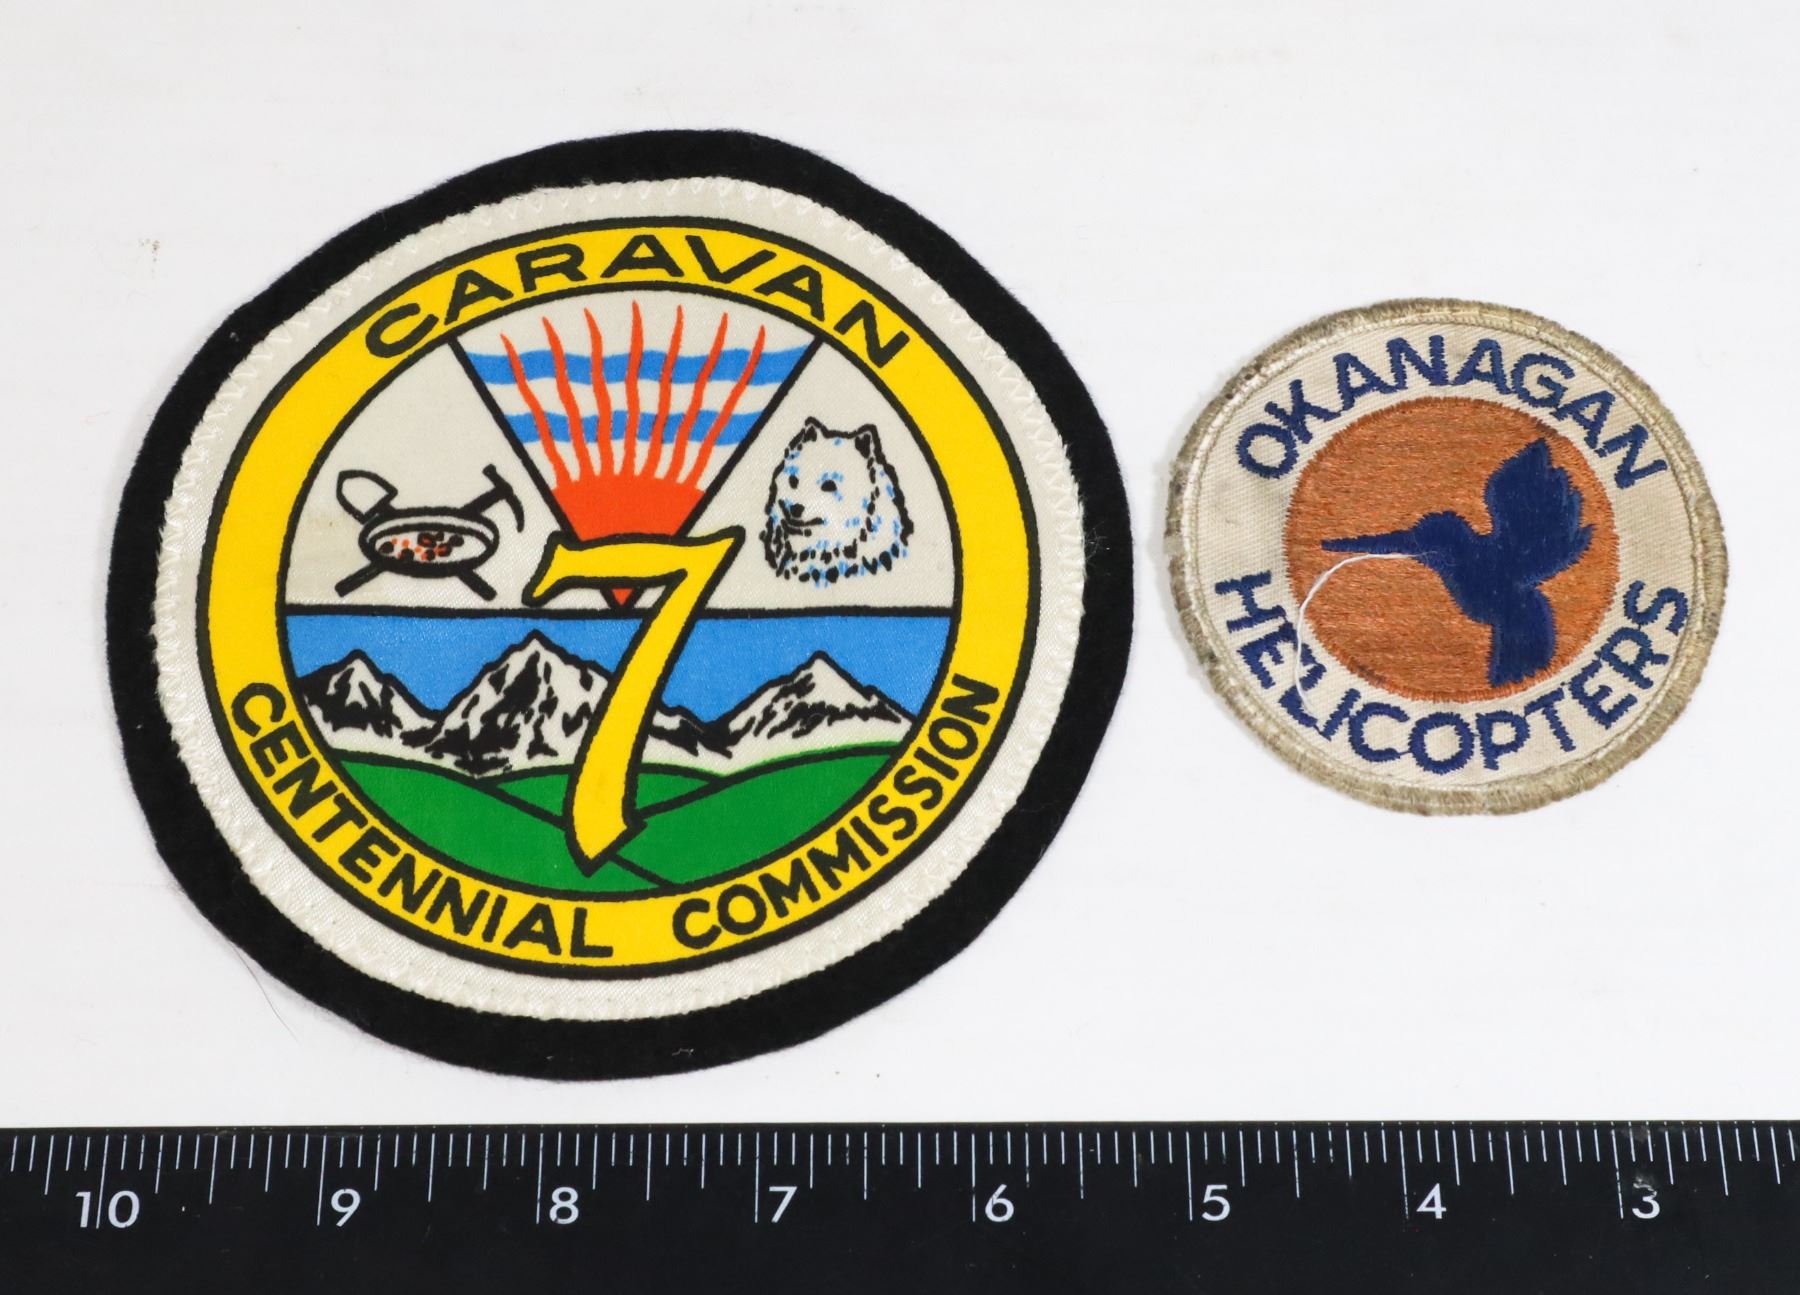 CARAVAN
7
CENTENNIAL COMMISSION
OKANAGAN
HELICOPTERS
10 9 8 7 6 5 4 3